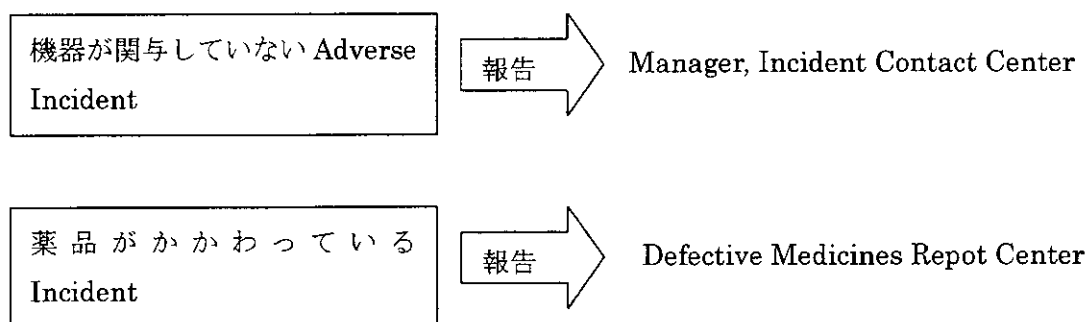 機器が関与していない Adverse
Incident
報告
Manager, Incident Contact Center
薬品がかかわっている
Incident
報告
Defective Medicines Repot Center